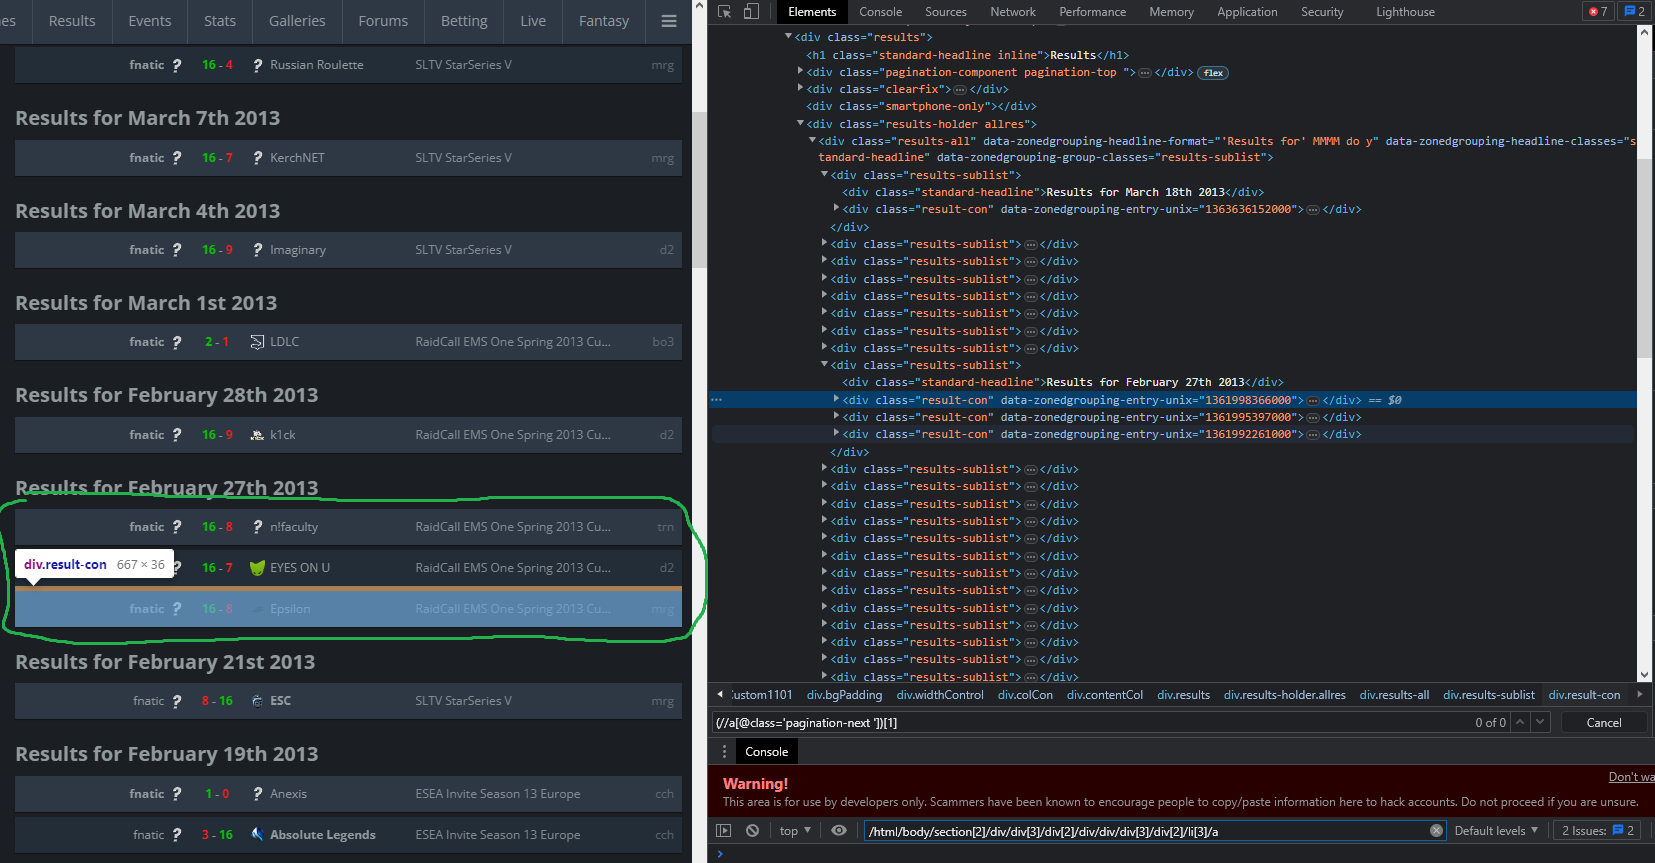 es Results Events Stats Galleries Forums Betting Live Fantasy
fnatic ? 16 - 4 ? Russian Roulette SLTV StarSeries V mrg
Results for March 7th 2013
fnatic ? 16 - 7 ? KerchNET SLTV StarSeries V mrg
Results for March 4th 2013
fnatic ? 16 - 9 ? Imaginary SLTV StarSeries V d2
Results for March 1st 2013
fnatic ? 2 - 1 LDLC RaidCall EMS One Spring 2013 Cu... bo3
Results for February 28th 2013
fnatic ? 16 - 9 k1ck RaidCall EMS One Spring 2013 Cu... d2
Results for February 27th 2013
fnatic ? 16 - 8 ? n!faculty RaidCall EMS One Spring 2013 Cu... trn
div.result-con 667 × 36
? 16 - 7 EYES ON U RaidCall EMS One Spring 2013 Cu... d2
fnatic ? 16 - 8 Epsilon RaidCall EMS One Spring 2013 Cu... mrg
Results for February 21st 2013
fnatic ? 8 - 16 ESC SLTV StarSeries V mrg
Results for February 19th 2013
fnatic ? 1 - 0 ? Anexis ESEA Invite Season 13 Europe cch
fnatic ? 3 - 16 Absolute Legends ESEA Invite Season 13 Europe cch
Elements Console Sources Network Performance Memory Application Security Lighthouse 7 2
<div class="results">
<h1 class="standard-headline inline">Results</h1>
<div class="pagination-component pagination-top ">…</div> flex
<div class="clearfix">…</div>
<div class="smartphone-only"></div>
<div class="results-holder allres">
<div class="results-all" data-zonedgrouping-headline-format="'Results for' MMMM do y" data-zonedgrouping-headline-classes="s
tandard-headline" data-zonedgrouping-group-classes="results-sublist">
<div class="results-sublist">
<div class="standard-headline">Results for March 18th 2013</div>
<div class="result-con" data-zonedgrouping-entry-unix="1363636152000">…</div>
</div>
<div class="results-sublist">…</div>
<div class="results-sublist">…</div>
<div class="results-sublist">…</div>
<div class="results-sublist">…</div>
<div class="results-sublist">…</div>
<div class="results-sublist">…</div>
<div class="results-sublist">…</div>
<div class="results-sublist">
<div class="standard-headline">Results for February 27th 2013</div>
… <div class="result-con" data-zonedgrouping-entry-unix="1361998366000">…</div> == $0
<div class="result-con" data-zonedgrouping-entry-unix="1361995397000">…</div>
<div class="result-con" data-zonedgrouping-entry-unix="1361992261000">…</div>
</div>
<div class="results-sublist">…</div>
<div class="results-sublist">…</div>
<div class="results-sublist">…</div>
<div class="results-sublist">…</div>
<div class="results-sublist">…</div>
<div class="results-sublist">…</div>
<div class="results-sublist">…</div>
<div class="results-sublist">…</div>
<div class="results-sublist">…</div>
<div class="results-sublist">…</div>
<div class="results-sublist">…</div>
<div class="results-sublist">…</div>
<div class="results-sublist">…</div>
Custom1101 div.bgPadding div.widthControl div.colCon div.contentCol div.results div.results-holder.allres div.results-all div.results-sublist div.result-con
(//a[@class='pagination-next '])[1] 0 of 0 Cancel
Console
Warning! Don't wa
This area is for use by developers only. Scammers have been known to encourage people to copy/paste information here to hack accounts. Do not proceed if you are unsure.
top /html/body/section[2]/div/div[3]/div[2]/div/div/div[3]/div[2]/li[3]/a Default levels 2 Issues: 2